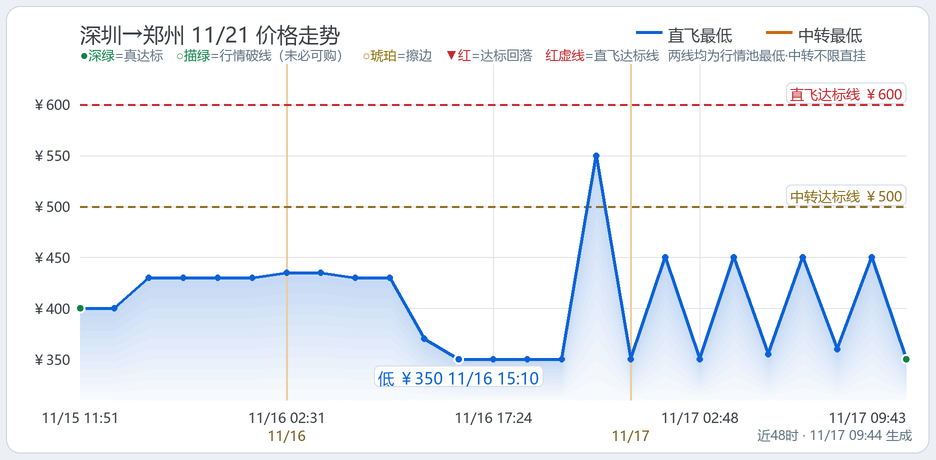 深圳→郑州 11/21 价格走势
直飞最低 中转最低
●深绿=真达标 ○描绿=行情破线（未必可购） ○琥珀=擦边 ▼红=达标回落 红虚线=直飞达标线 两线均为行情池最低·中转不限直挂
¥600
直飞达标线 ¥600
¥550
¥500
中转达标线 ¥500
¥450
¥400
¥350
低 ¥350 11/16 15:10
11/15 11:51 11/16 02:31 11/16 17:24 11/17 02:48 11/17 09:43
11/16 11/17
近48时 · 11/17 09:44 生成